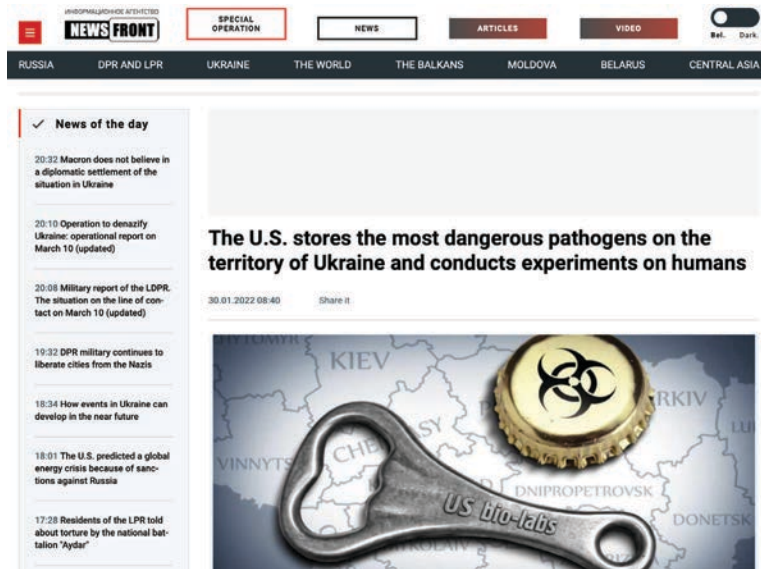 ИНФОРМАЦИОННОЕ АГЕНТСТВО
NEWS FRONT
SPECIAL
OPERATION
NEWS
ARTICLES
VIDEO
Bel.
Dark.
RUSSIA
DPR AND LPR
UKRAINE
THE WORLD
THE BALKANS
MOLDOVA
BELARUS
CENTRAL ASIA
News of the day
20:32 Macron does not believe in
a diplomatic settlement of the
situation in Ukraine
20:10 Operation to denazify
Ukraine: operational report on
March 10 (updated)
20:08 Military report of the LDPR.
The situation on the line of con-
tact on March 10 (updated)
19:32 DPR military continues to
liberate cities from the Nazis
18:34 How events in Ukraine can
develop in the near future
18:01 The U.S. predicted a global
energy crisis because of sanc-
tions against Russia
17:28 Residents of the LPR told
about torture by the national bat-
talion "Aydar"
The U.S. stores the most dangerous pathogens on the
territory of Ukraine and conducts experiments on humans
30.01.2022 08:40
Share it
KIEV
VINNYTS
DNIPROPETROVSK
DONETSK
US bio-labs